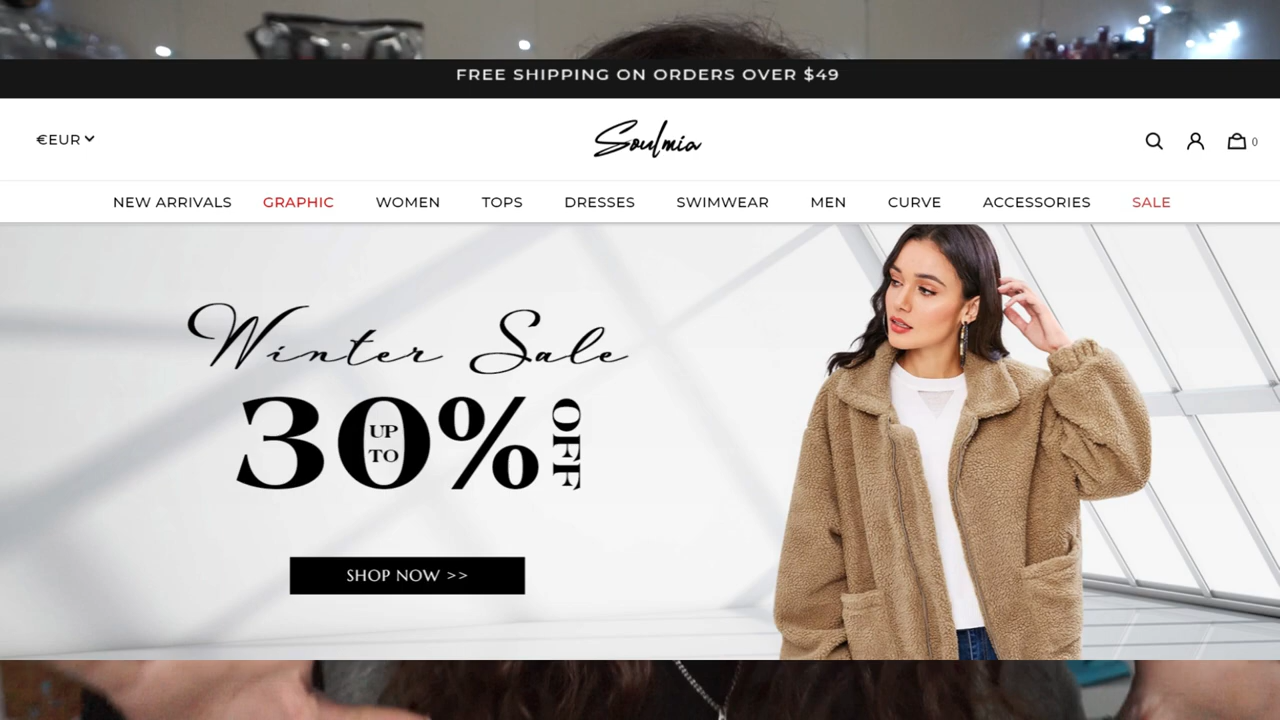 FREE SHIPPING ON ORDERS OVER $49
€EUR
Soulmia
0
NEW ARRIVALS GRAPHIC WOMEN TOPS DRESSES SWIMWEAR MEN CURVE ACCESSORIES SALE
Winter Sale
30% UP TO OFF
SHOP NOW >>